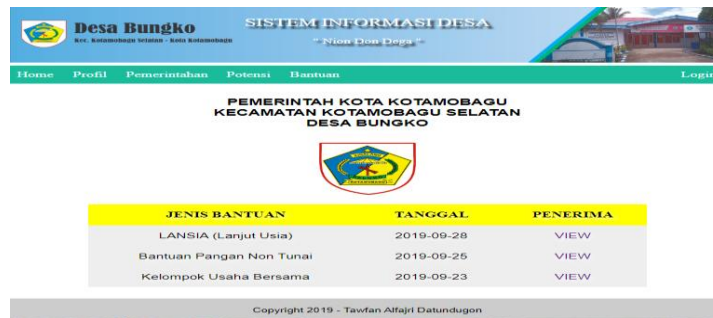 Desa Bungko
Kec. Kotamobagu Selatan - Kota Kotamobagu
SISTEM INFORMASI DESA
"Nion Don Dega"
Home Profil Pemerintahan Potensi Bantuan Login
PEMERINTAH KOTA KOTAMOBAGU
KECAMATAN KOTAMOBAGU SELATAN
DESA BUNGKO
JENIS BANTUAN TANGGAL PENERIMA
LANSIA (Lanjut Usia) 2019-09-28 VIEW
Bantuan Pangan Non Tunai 2019-09-25 VIEW
Kelompok Usaha Bersama 2019-09-23 VIEW
Copyright 2019 - Tawfan Alfajri Datundugon